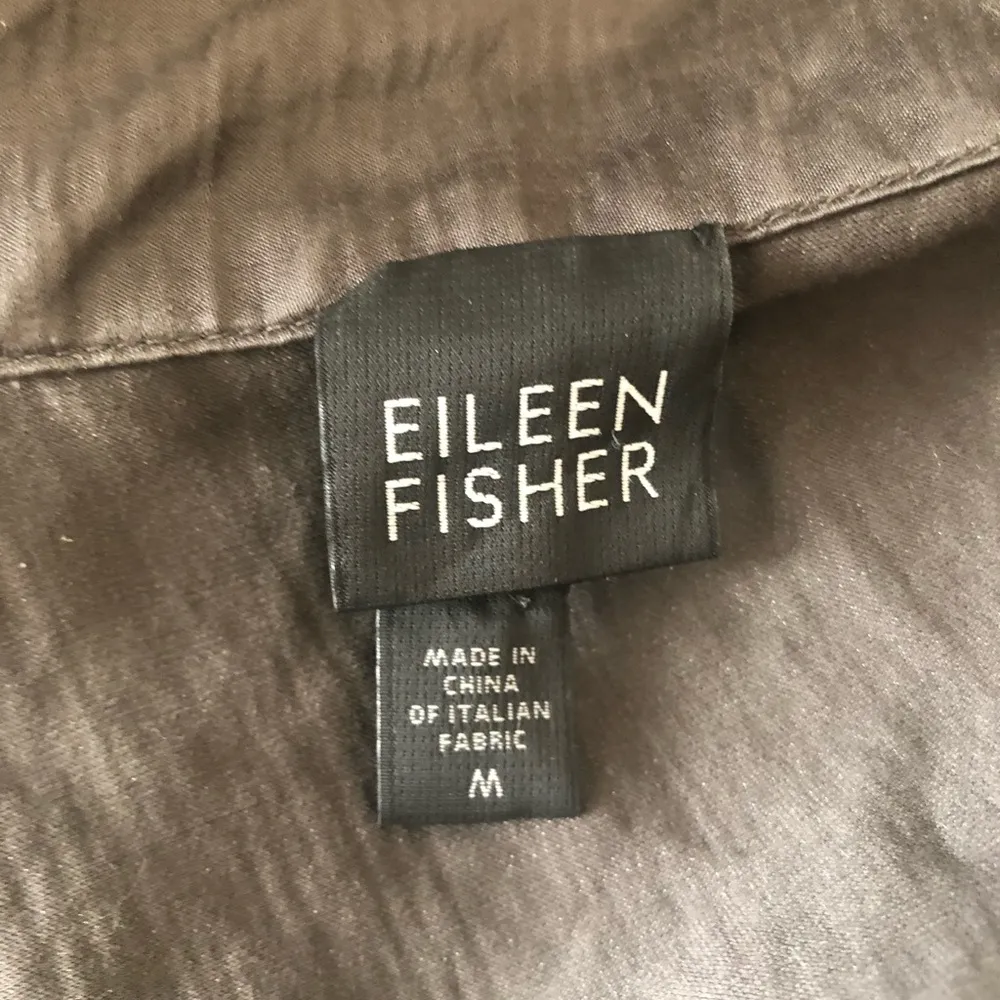 EILEEN
FISHER
MADE IN
CHINA
OF ITALIAN
FABRIC
M